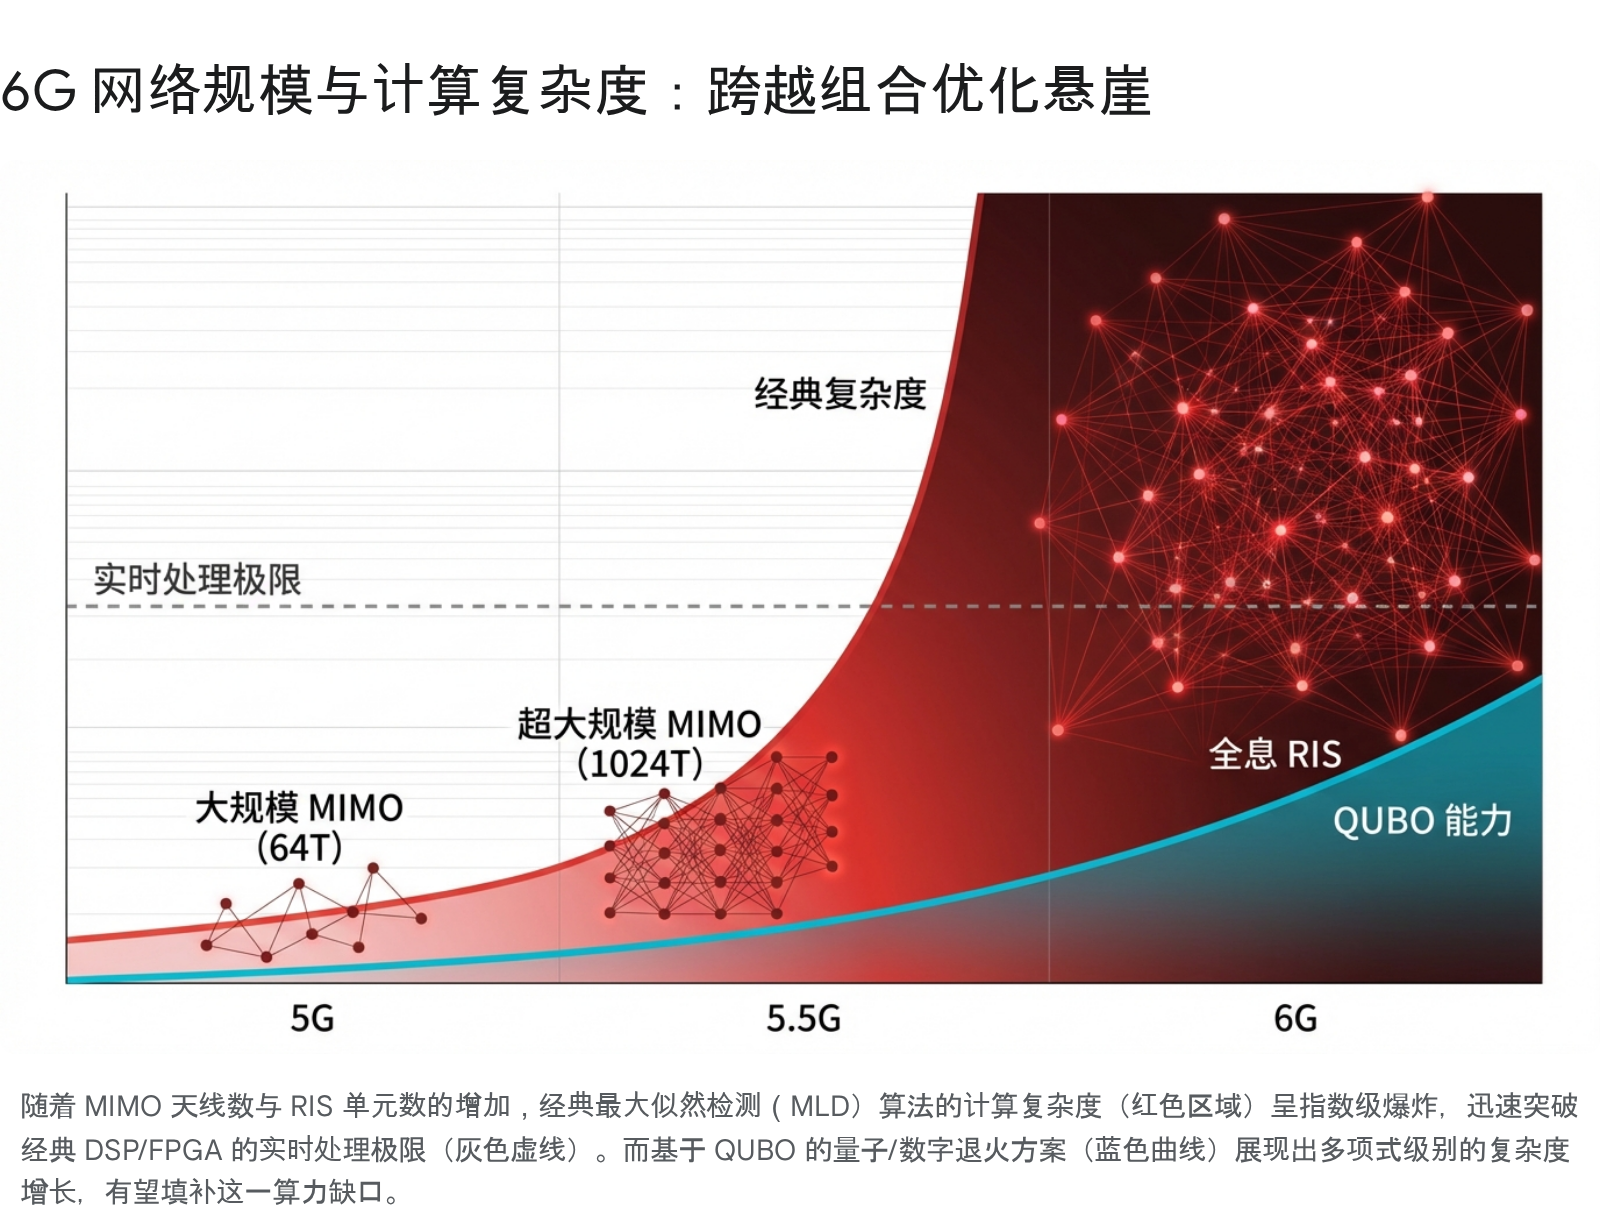 6G 网络规模与计算复杂度：跨越组合优化悬崖
经典复杂度
实时处理极限
超大规模 MIMO
（1024T）
大规模 MIMO
（64T）
全息 RIS
QUBO 能力
5G
5.5G
6G
随着 MIMO 天线数与 RIS 单元数的增加，经典最大似然检测（MLD）算法的计算复杂度（红色区域）呈指数级爆炸，迅速突破
经典 DSP/FPGA 的实时处理极限（灰色虚线）。而基于 QUBO 的量子/数字退火方案（蓝色曲线）展现出多项式级别的复杂度
增长，有望填补这一算力缺口。